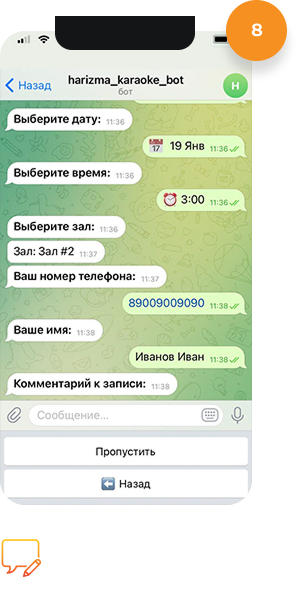 8
Назад
harizma_karaoke_bot
бот
H
Выберите дату: 11:36
17 19 Янв 11:36
Выберите время: 11:36
3:00 11:36
Выберите зал: 11:36
Зал: Зал #2 11:37
Ваш номер телефона: 11:37
89009009090 11:38
Ваше имя: 11:38
Иванов Иван 11:38
Комментарий к записи: 11:38
Сообщение...
Пропустить
Назад